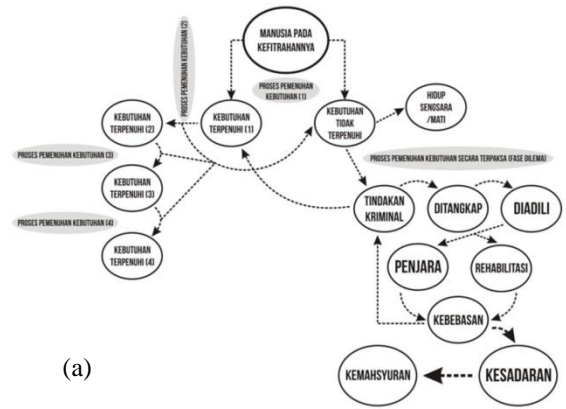 MANUSIA PADA
KEFITRAHANNYA
PROSES PEMENUHAN KEBUTUHAN (2)
PROSES PEMENUHAN
KEBUTUHAN (1)
HIDUP
SENGSARA
/MATI
KEBUTUHAN
TERPENUHI (2)
KEBUTUHAN
TERPENUHI (1)
KEBUTUHAN
TIDAK
TERPENUHI
PROSES PEMENUHAN KEBUTUHAN (3)
PROSES PEMENUHAN KEBUTUHAN SECARA TERPAKSA (FASE DILEMA)
KEBUTUHAN
TERPENUHI (3)
TINDAKAN
KRIMINAL
DITANGKAP
DIADILI
PROSES PEMENUHAN KEBUTUHAN (4)
KEBUTUHAN
TERPENUHI (4)
PENJARA
REHABILITASI
KEBEBASAN
(a)
KEMAHSYURAN
KESADARAN